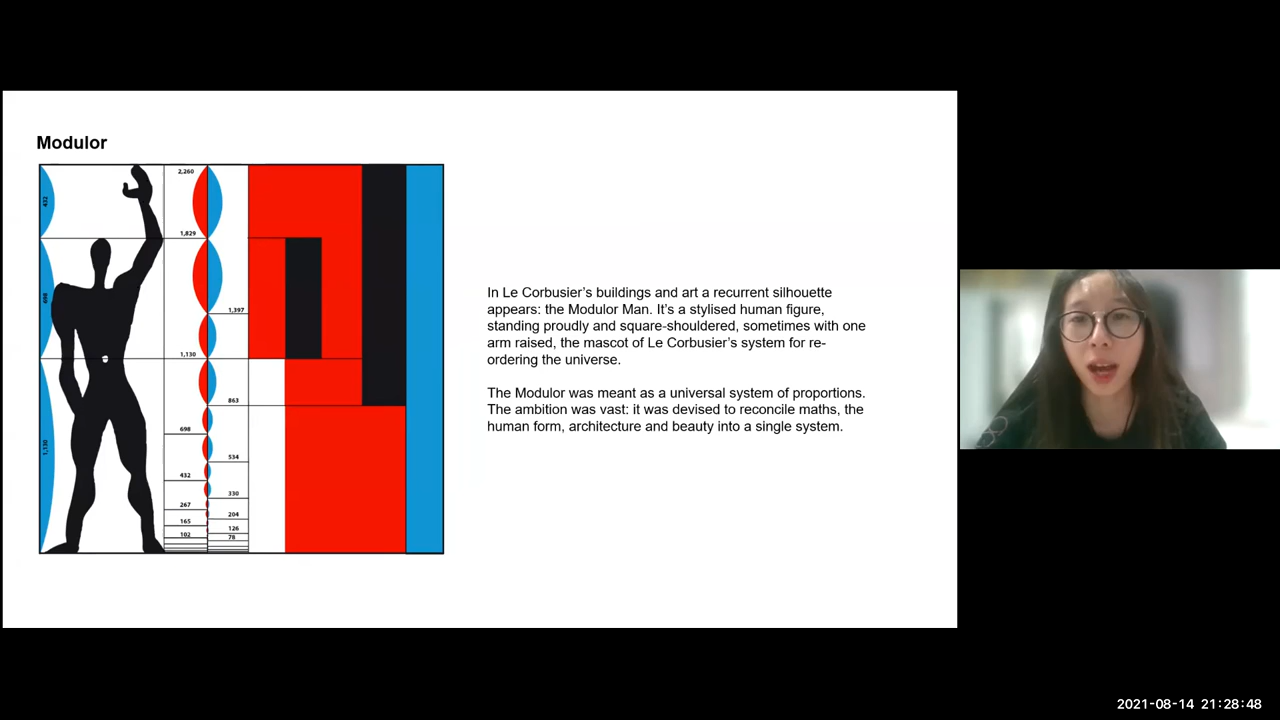 Modulor
2,260
432
1,829
698
1,397
1,130
863
698
534
1,130
432
330
267
204
165
126
102
78
In Le Corbusier’s buildings and art a recurrent silhouette
appears: the Modulor Man. It’s a stylised human figure,
standing proudly and square-shouldered, sometimes with one
arm raised, the mascot of Le Corbusier’s system for re-
ordering the universe.
The Modulor was meant as a universal system of proportions.
The ambition was vast: it was devised to reconcile maths, the
human form, architecture and beauty into a single system.
2021-08-14 21:28:48